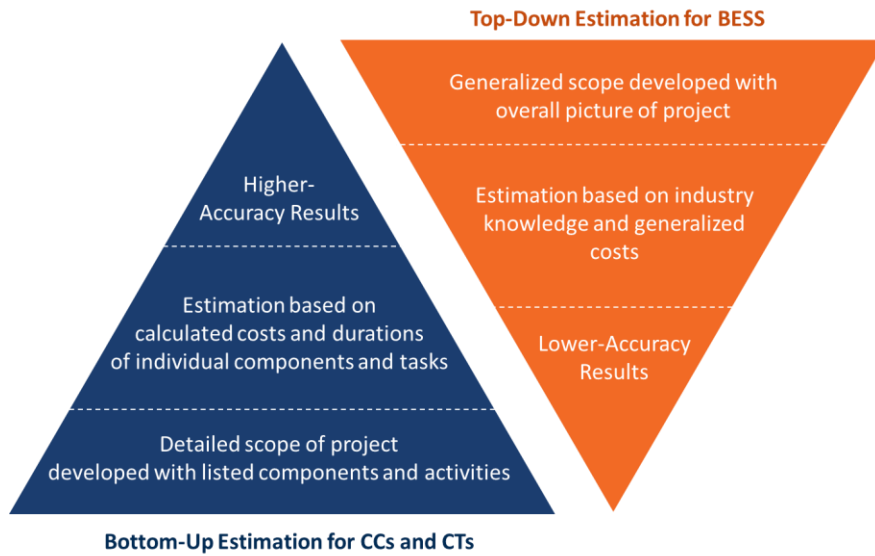 Top-Down Estimation for BESS
Generalized scope developed with
overall picture of project
Estimation based on industry
knowledge and generalized
costs
Lower-Accuracy
Results
Higher-
Accuracy Results
Estimation based on
calculated costs and durations
of individual components and tasks
Detailed scope of project
developed with listed components and activities
Bottom-Up Estimation for CCs and CTs